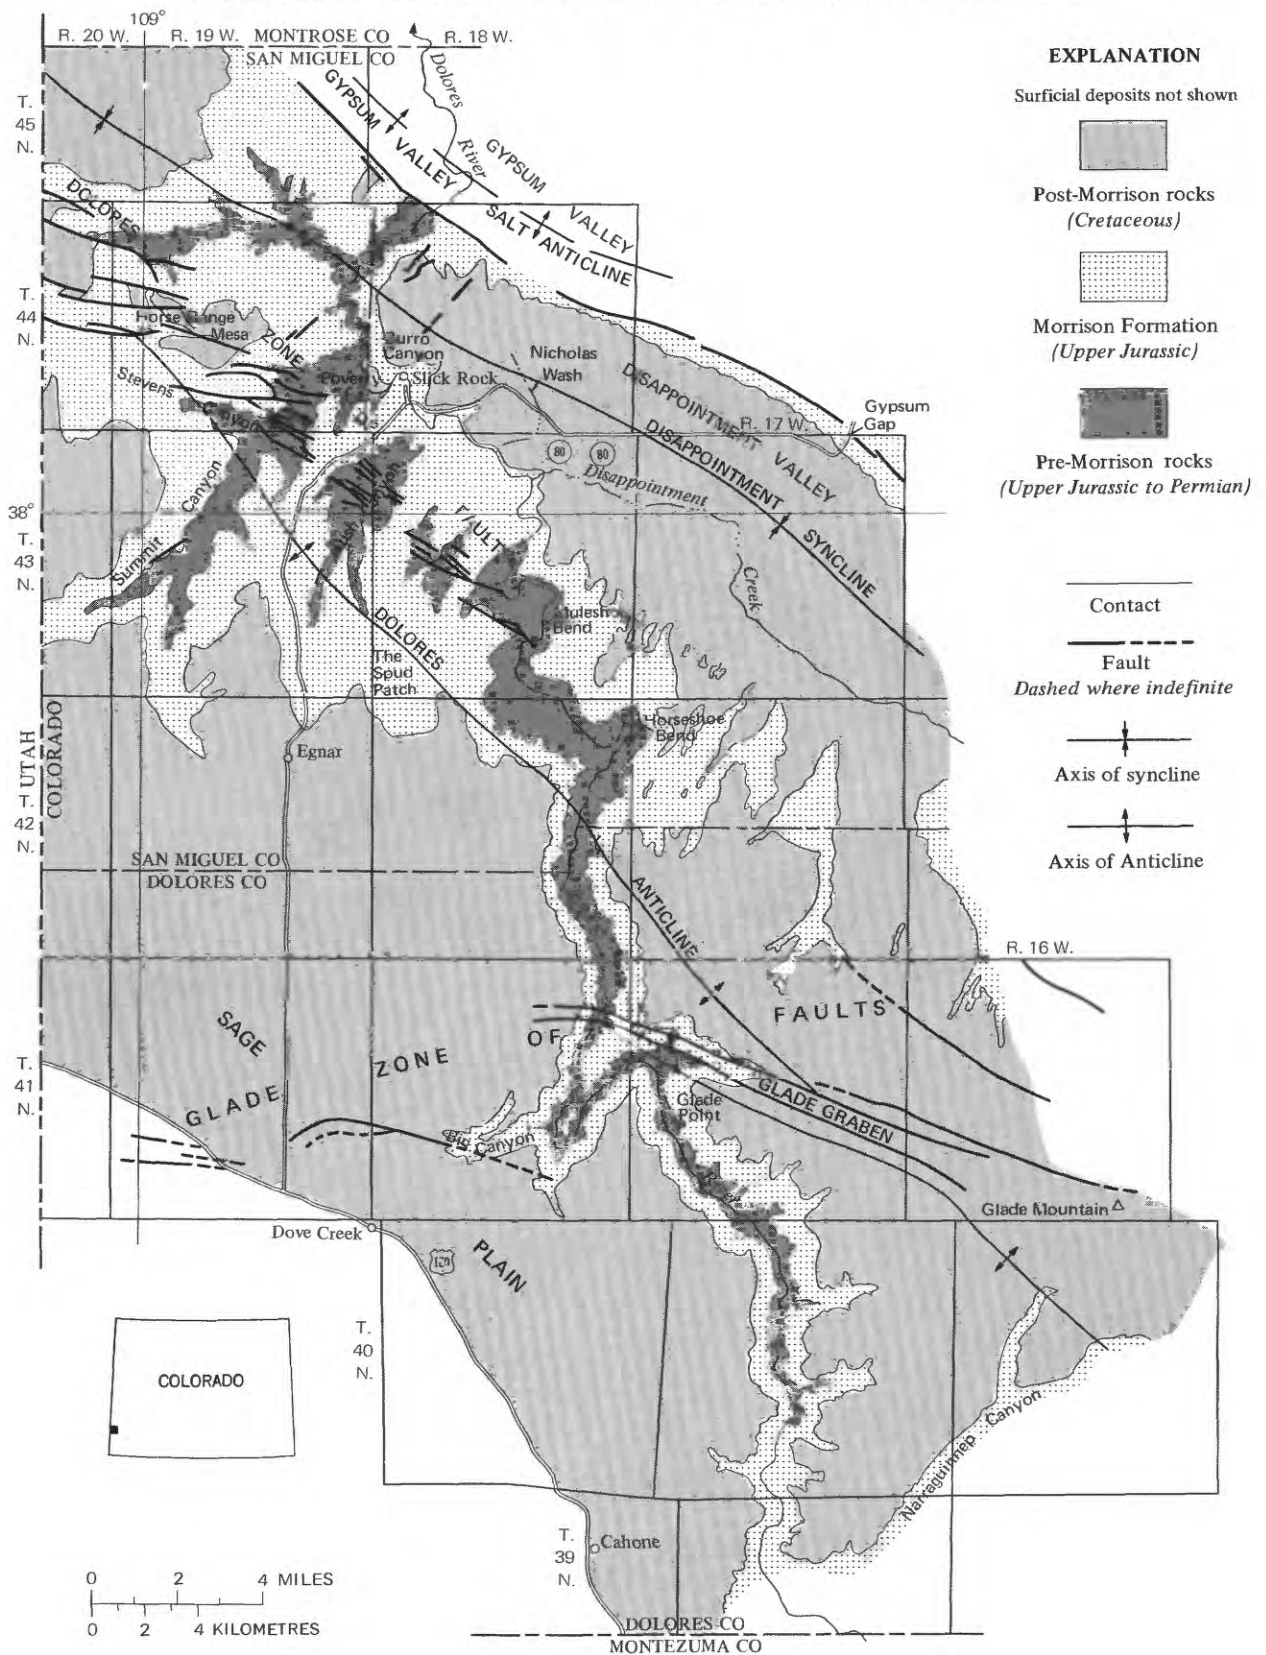 109°
R. 20 W.
R. 19 W.
MONTROSE CO
R. 18 W.
SAN MIGUEL CO
Dolores
River
GYPSUM
VALLEY
SALT ANTICLINE
GYPSUM
VALLEY
T.
45
N.
DOLORES
ZONE
FAULT
T.
44
N.
Horse Range
Mesa
Burro
Canyon
Nicholas
Wash
Slick Rock
Stevens
Canyon
DISAPPOINTMENT
VALLEY
R. 17 W.
Gypsum
Gap
80
80
DISAPPOINTMENT
SYNCLINE
Disappointment
Creek
38°
T.
43
N.
Summit
Canyon
Canyon
Bend
DOLORES
ANTICLINE
The
Spud
Patch
Horseshoe
Bend
UTAH
COLORADO
T.
42
N.
Egnar
SAN MIGUEL CO
DOLORES CO
R. 16 W.
SAGE
PLAIN
GLADE
ZONE
OF
FAULTS
T.
41
N.
Glade
Point
GLADE GRABEN
Big Canyon
Glade Mountain
Dove Creek
T.
40
N.
Narraguinnep Canyon
COLORADO
T.
39
N.
Cahone
0 2 4 MILES
0 2 4 KILOMETRES
DOLORES CO
MONTEZUMA CO
EXPLANATION
Surficial deposits not shown
Post-Morrison rocks
(Cretaceous)
Morrison Formation
(Upper Jurassic)
Pre-Morrison rocks
(Upper Jurassic to Permian)
Contact
Fault
Dashed where indefinite
Axis of syncline
Axis of Anticline